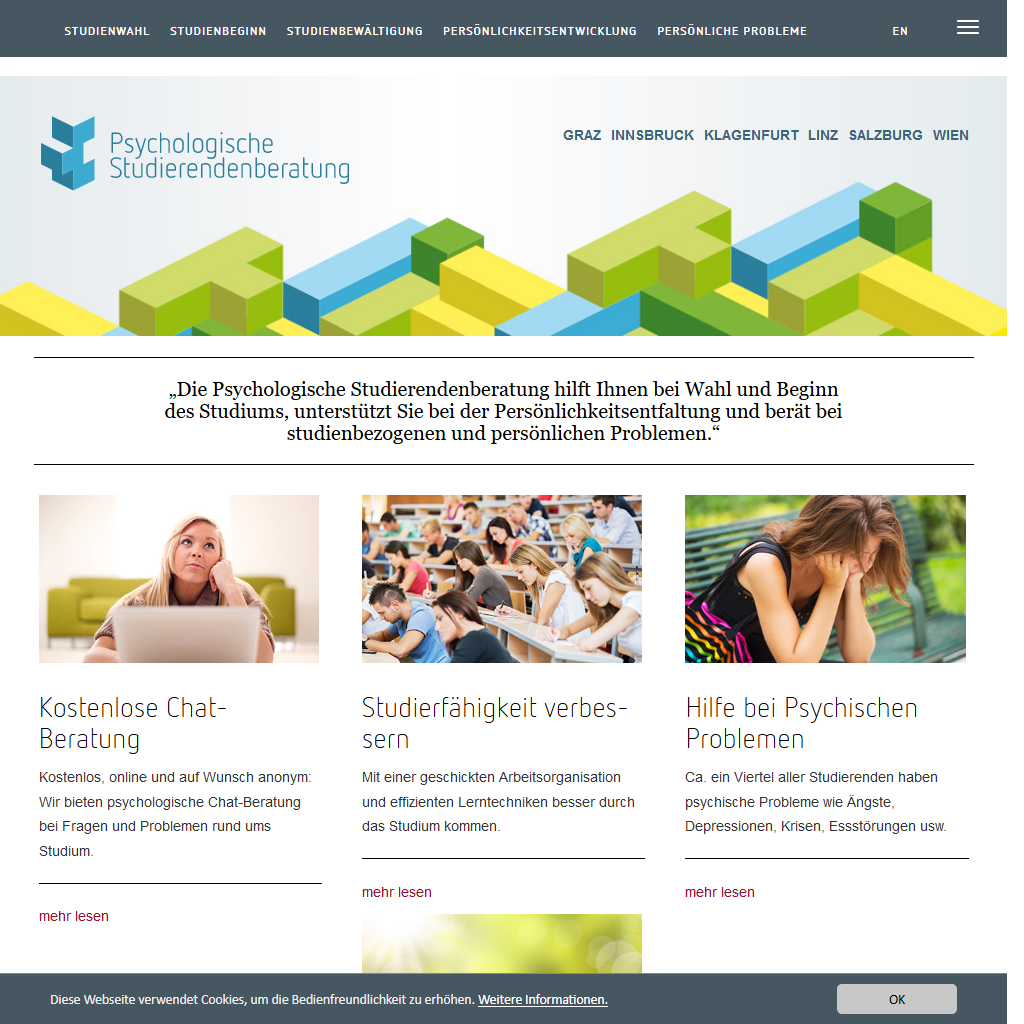 STUDIENWAHL STUDIENBEGINN STUDIENBEWÄLTIGUNG PERSÖNLICHKEITSENTWICKLUNG PERSÖNLICHE PROBLEME EN
Psychologische
Studierendenberatung
GRAZ INNSBRUCK KLAGENFURT LINZ SALZBURG WIEN
„Die Psychologische Studierendenberatung hilft Ihnen bei Wahl und Beginn
des Studiums, unterstützt Sie bei der Persönlichkeitsentfaltung und berät bei
studienbezogenen und persönlichen Problemen.“
Kostenlose Chat-
Beratung
Kostenlos, online und auf Wunsch anonym:
Wir bieten psychologische Chat-Beratung
bei Fragen und Problemen rund ums
Studium.
mehr lesen
Studierfähigkeit verbes-
sern
Mit einer geschickten Arbeitsorganisation
und effizienten Lerntechniken besser durch
das Studium kommen.
mehr lesen
Hilfe bei Psychischen
Problemen
Ca. ein Viertel aller Studierenden haben
psychische Probleme wie Ängste,
Depressionen, Krisen, Essstörungen usw.
mehr lesen
Diese Webseite verwendet Cookies, um die Bedienfreundlichkeit zu erhöhen. Weitere Informationen.
OK